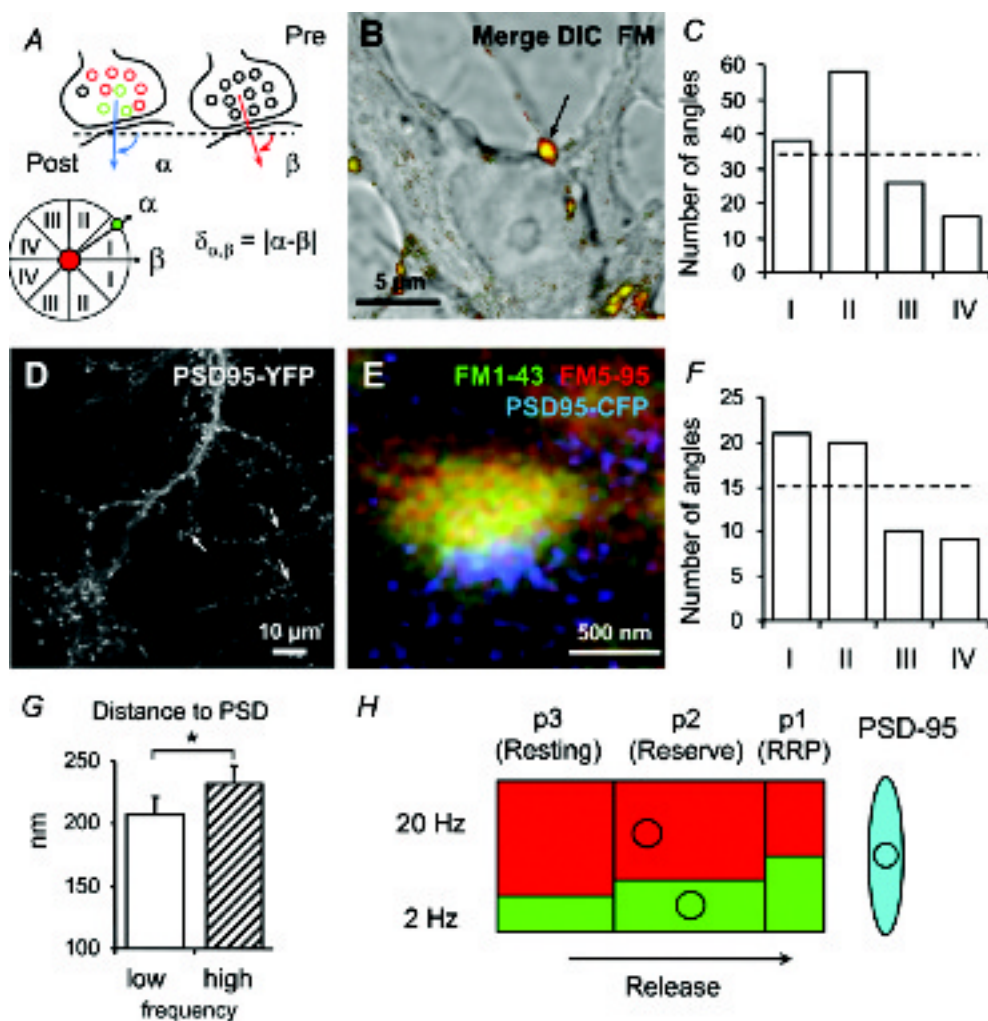 A
Pre
Post
α
β
III II
IV I
IV I
III II
α
β
δα,β = |α-β|
B
Merge DIC FM
5 µm
C
Number of angles
60
50
40
30
20
10
0
I II III IV
D
PSD95-YFP
10 µm
E
FM1-43 FM5-95
PSD95-CFP
500 nm
F
Number of angles
25
20
15
10
5
0
I II III IV
G
Distance to PSD
*
nm
250
200
150
100
low high
frequency
H
p3 p2 p1
(Resting) (Reserve) (RRP)
PSD-95
20 Hz
2 Hz
Release